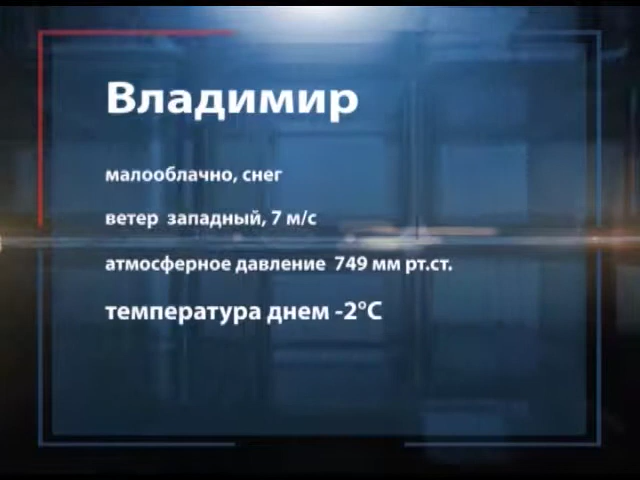 Владимир
малооблачно, снег
ветер западный, 7 м/с
атмосферное давление 749 мм рт.ст.
температура днем -2°С